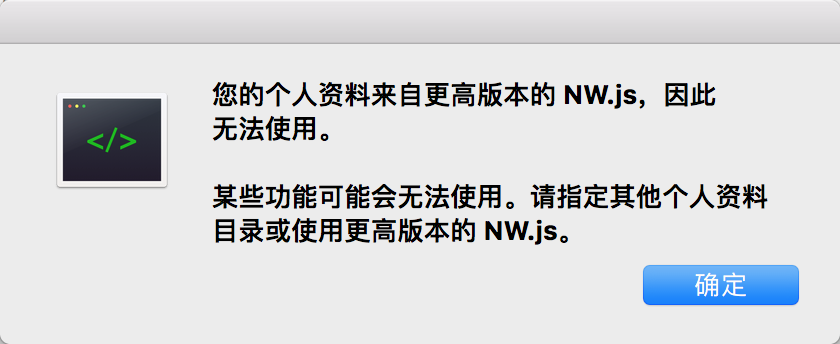 您的个人资料来自更高版本的 NW.js，因此
无法使用。
某些功能可能会无法使用。请指定其他个人资料
目录或使用更高版本的 NW.js。
</>
确定